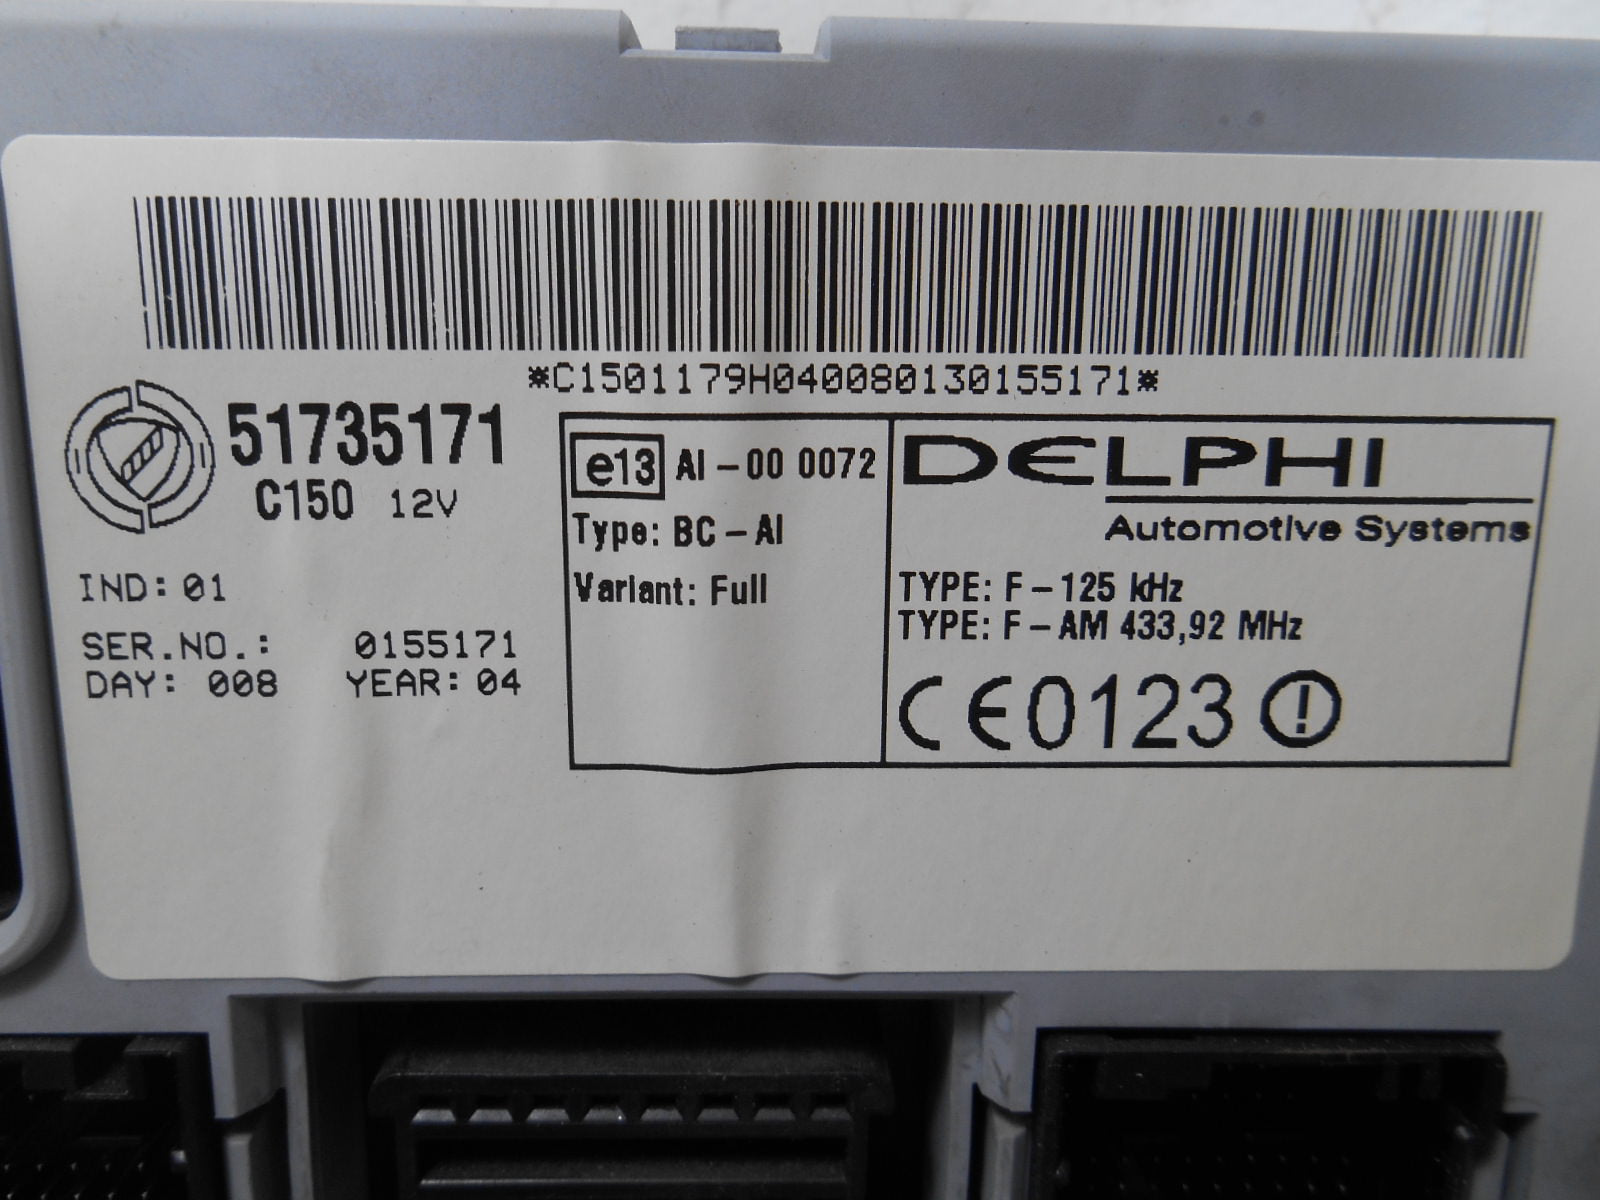 *C1501179H040080130155171*
51735171
C150 12V
IND: 01
SER.NO.: 0155171
DAY: 008 YEAR: 04
e13 AI-00 0072
Type: BC-AI
Variant: Full
DELPHI
Automotive Systems
TYPE: F-125 kHz
TYPE: F-AM 433,92 MHz
CE0123 !